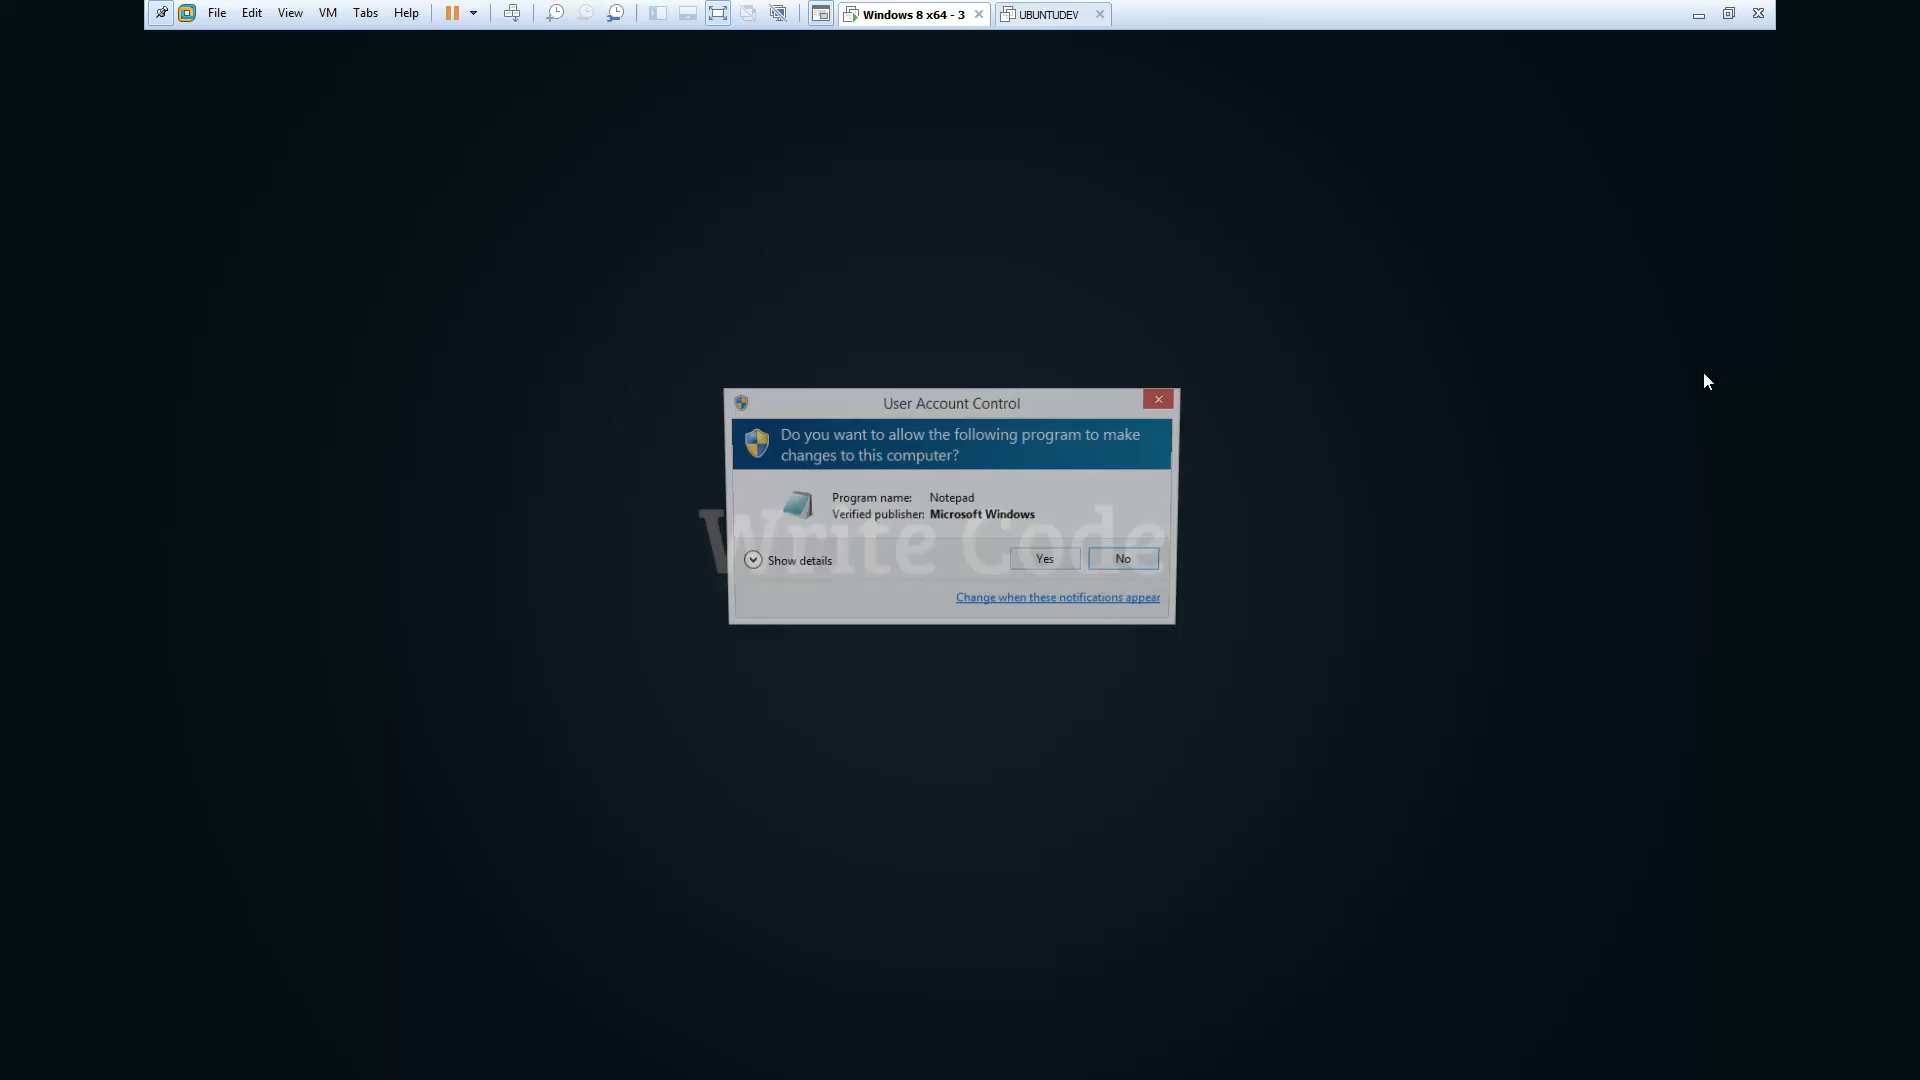 File Edit View VM Tabs Help Windows 8 x64 - 3 UBUNTUDEV
User Account Control
Do you want to allow the following program to make
changes to this computer?
Program name: Notepad
Verified publisher: Microsoft Windows
Write Code
Show details Yes No
Change when these notifications appear